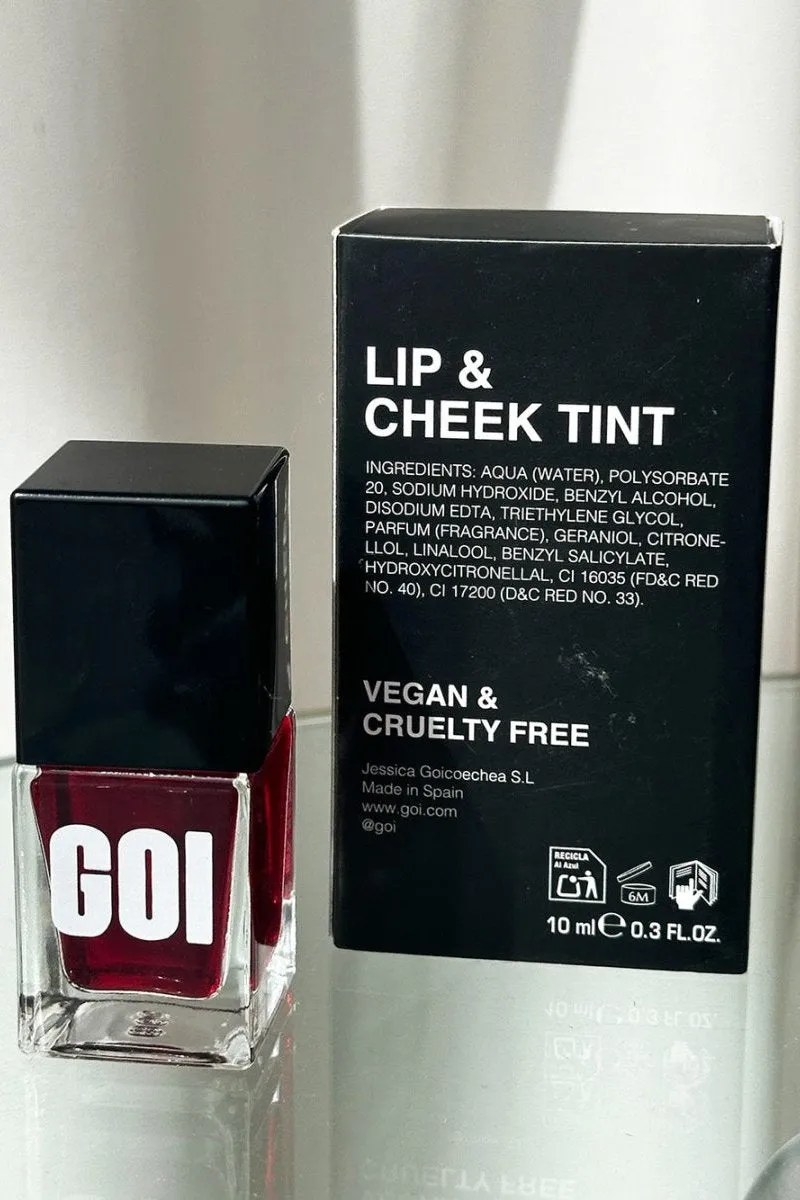 GOI
LIP &
CHEEK TINT
INGREDIENTS: AQUA (WATER), POLYSORBATE
20, SODIUM HYDROXIDE, BENZYL ALCOHOL,
DISODIUM EDTA, TRIETHYLENE GLYCOL,
PARFUM (FRAGRANCE), GERANIOL, CITRONE-
LLOL, LINALOOL, BENZYL SALICYLATE,
HYDROXYCITRONELLAL, CI 16035 (FD&C RED
NO. 40), CI 17200 (D&C RED NO. 33).
VEGAN &
CRUELTY FREE
Jessica Goicoechea S.L
Made in Spain
www.goi.com
@goi
RECICLA
Al Azul
6M
10 ml e 0.3 FL.OZ.